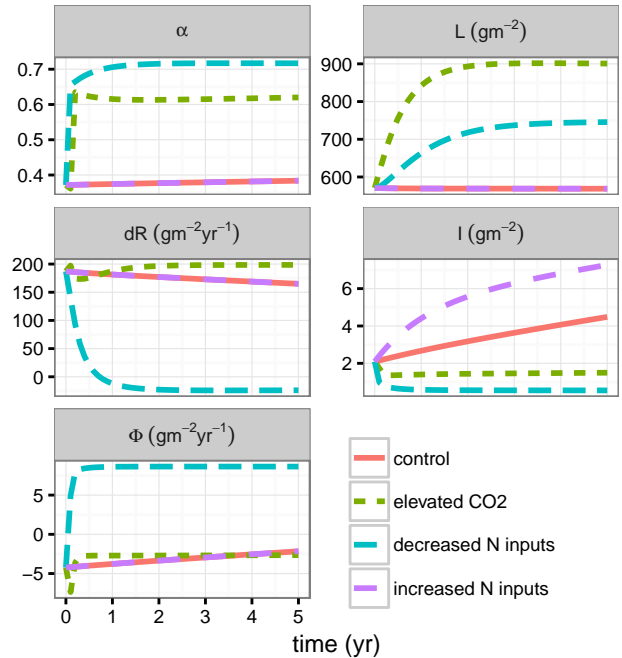 α
L (gm⁻²)
0.7
0.6
0.5
0.4
900
800
700
600
dR (gm⁻²yr⁻¹)
I (gm⁻²)
200
150
100
50
0
6
4
2
Φ (gm⁻²yr⁻¹)
5
0
−5
0 1 2 3 4 5
time (yr)
control
elevated CO2
decreased N inputs
increased N inputs